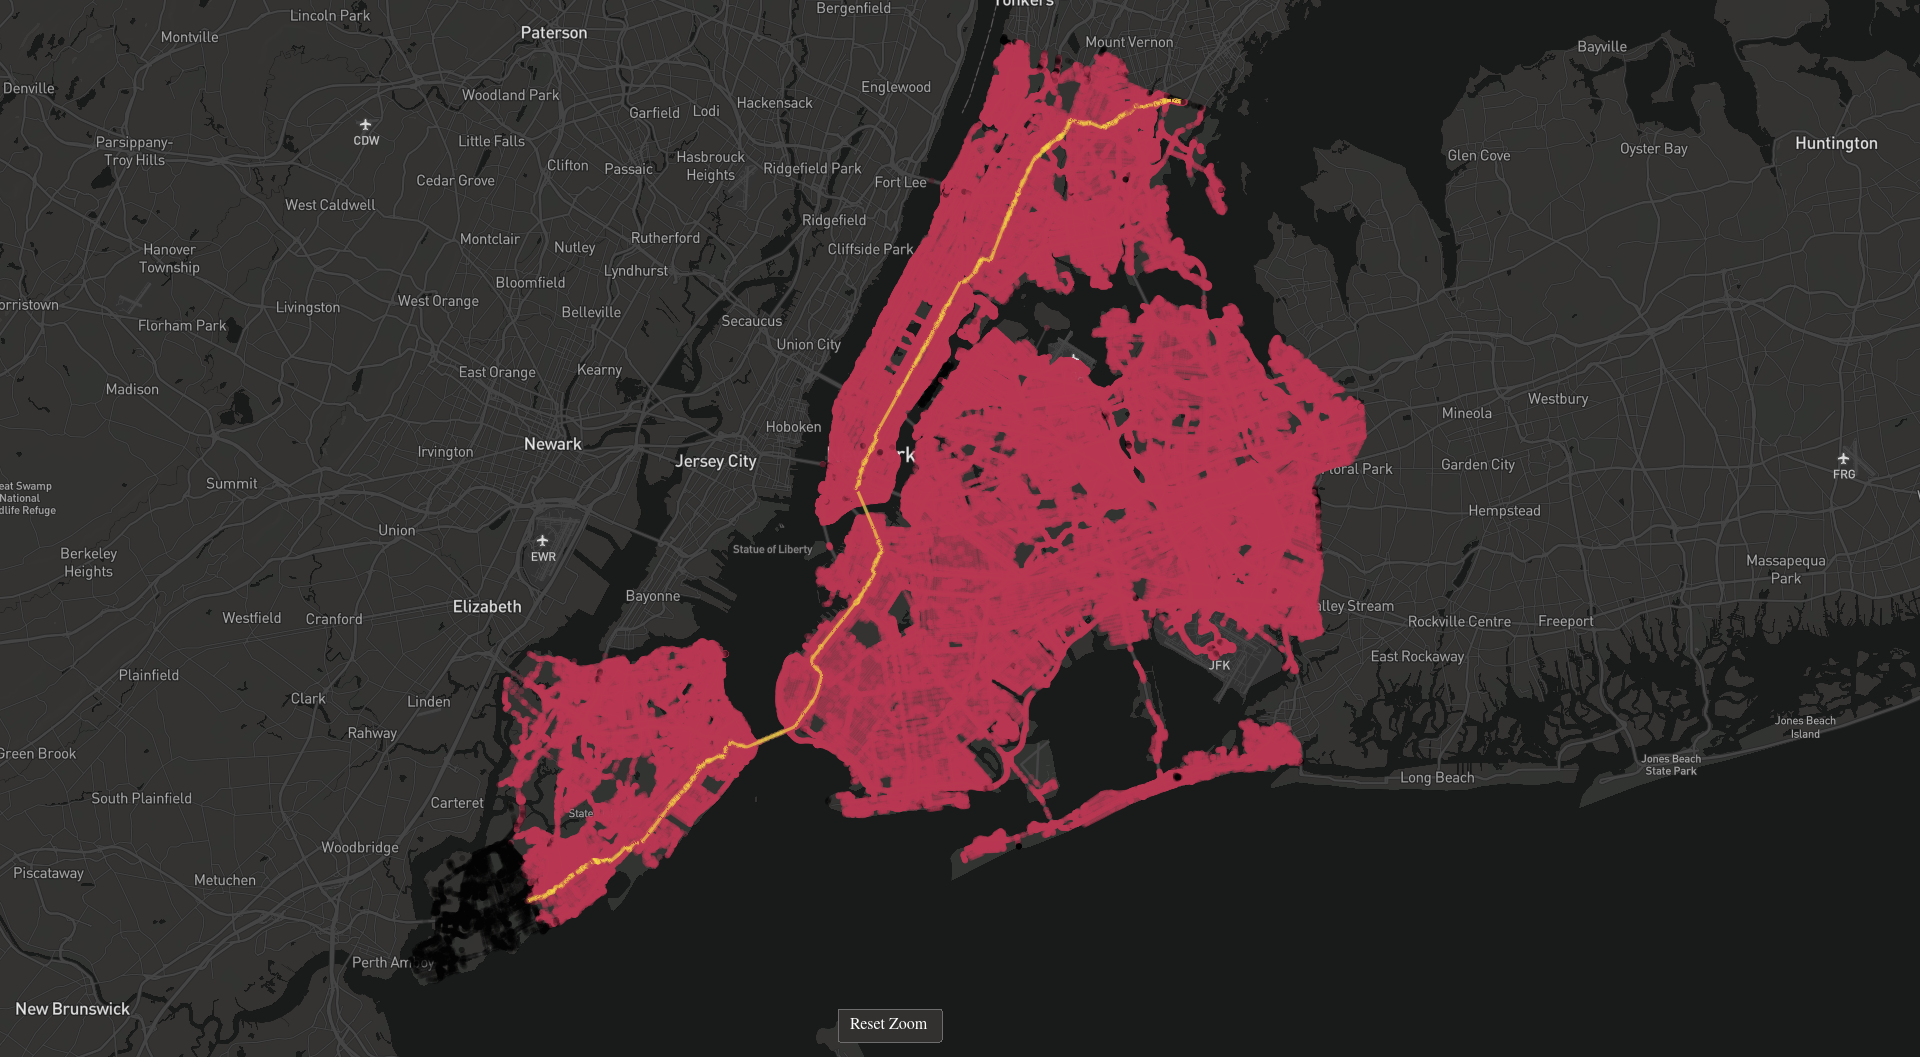 Lincoln Park
Bergenfield
Yonkers
Montville
Paterson
Mount Vernon
Bayville
Denville
Woodland Park
Englewood
Garfield
Lodi
Hackensack
CDW
Little Falls
Parsippany-
Troy Hills
Huntington
Glen Cove
Oyster Bay
Clifton
Passaic
Hasbrouck
Heights
Ridgefield Park
Cedar Grove
Fort Lee
West Caldwell
Ridgefield
Montclair
Nutley
Rutherford
Cliffside Park
Hanover
Township
Lyndhurst
Bloomfield
orristown
Livingston
West Orange
Belleville
Secaucus
Florham Park
Union City
East Orange
Kearny
Madison
Westbury
Mineola
Hoboken
Newark
Irvington
Jersey City
rk
Floral Park
Garden City
FRG
Summit
eat Swamp
National
dlife Refuge
Hempstead
Union
Statue of Liberty
EWR
Berkeley
Heights
Massapequa
Park
Elizabeth
Bayonne
alley Stream
Westfield
Cranford
Rockville Centre
Freeport
JFK
East Rockaway
Plainfield
Clark
Linden
Jones Beach
Island
Rahway
Green Brook
Jones Beach
State Park
Long Beach
South Plainfield
Carteret
State
Woodbridge
Piscataway
Metuchen
Perth Amboy
New Brunswick
Reset Zoom